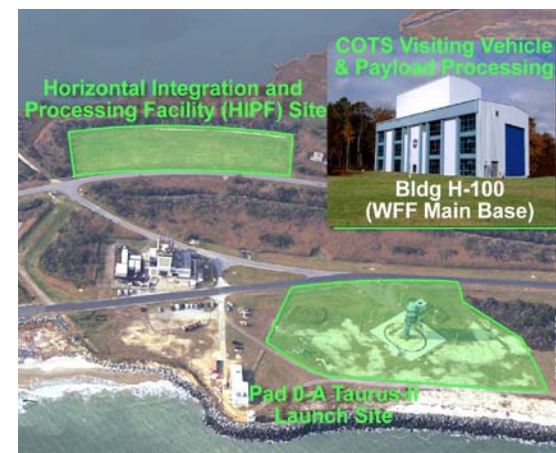 COTS Visiting Vehicle
& Payload Processing
Horizontal Integration and
Processing Facility (HIPF) Site
Bldg H-100
(WFF Main Base)
Pad 0-A Taurus-II
Launch Site